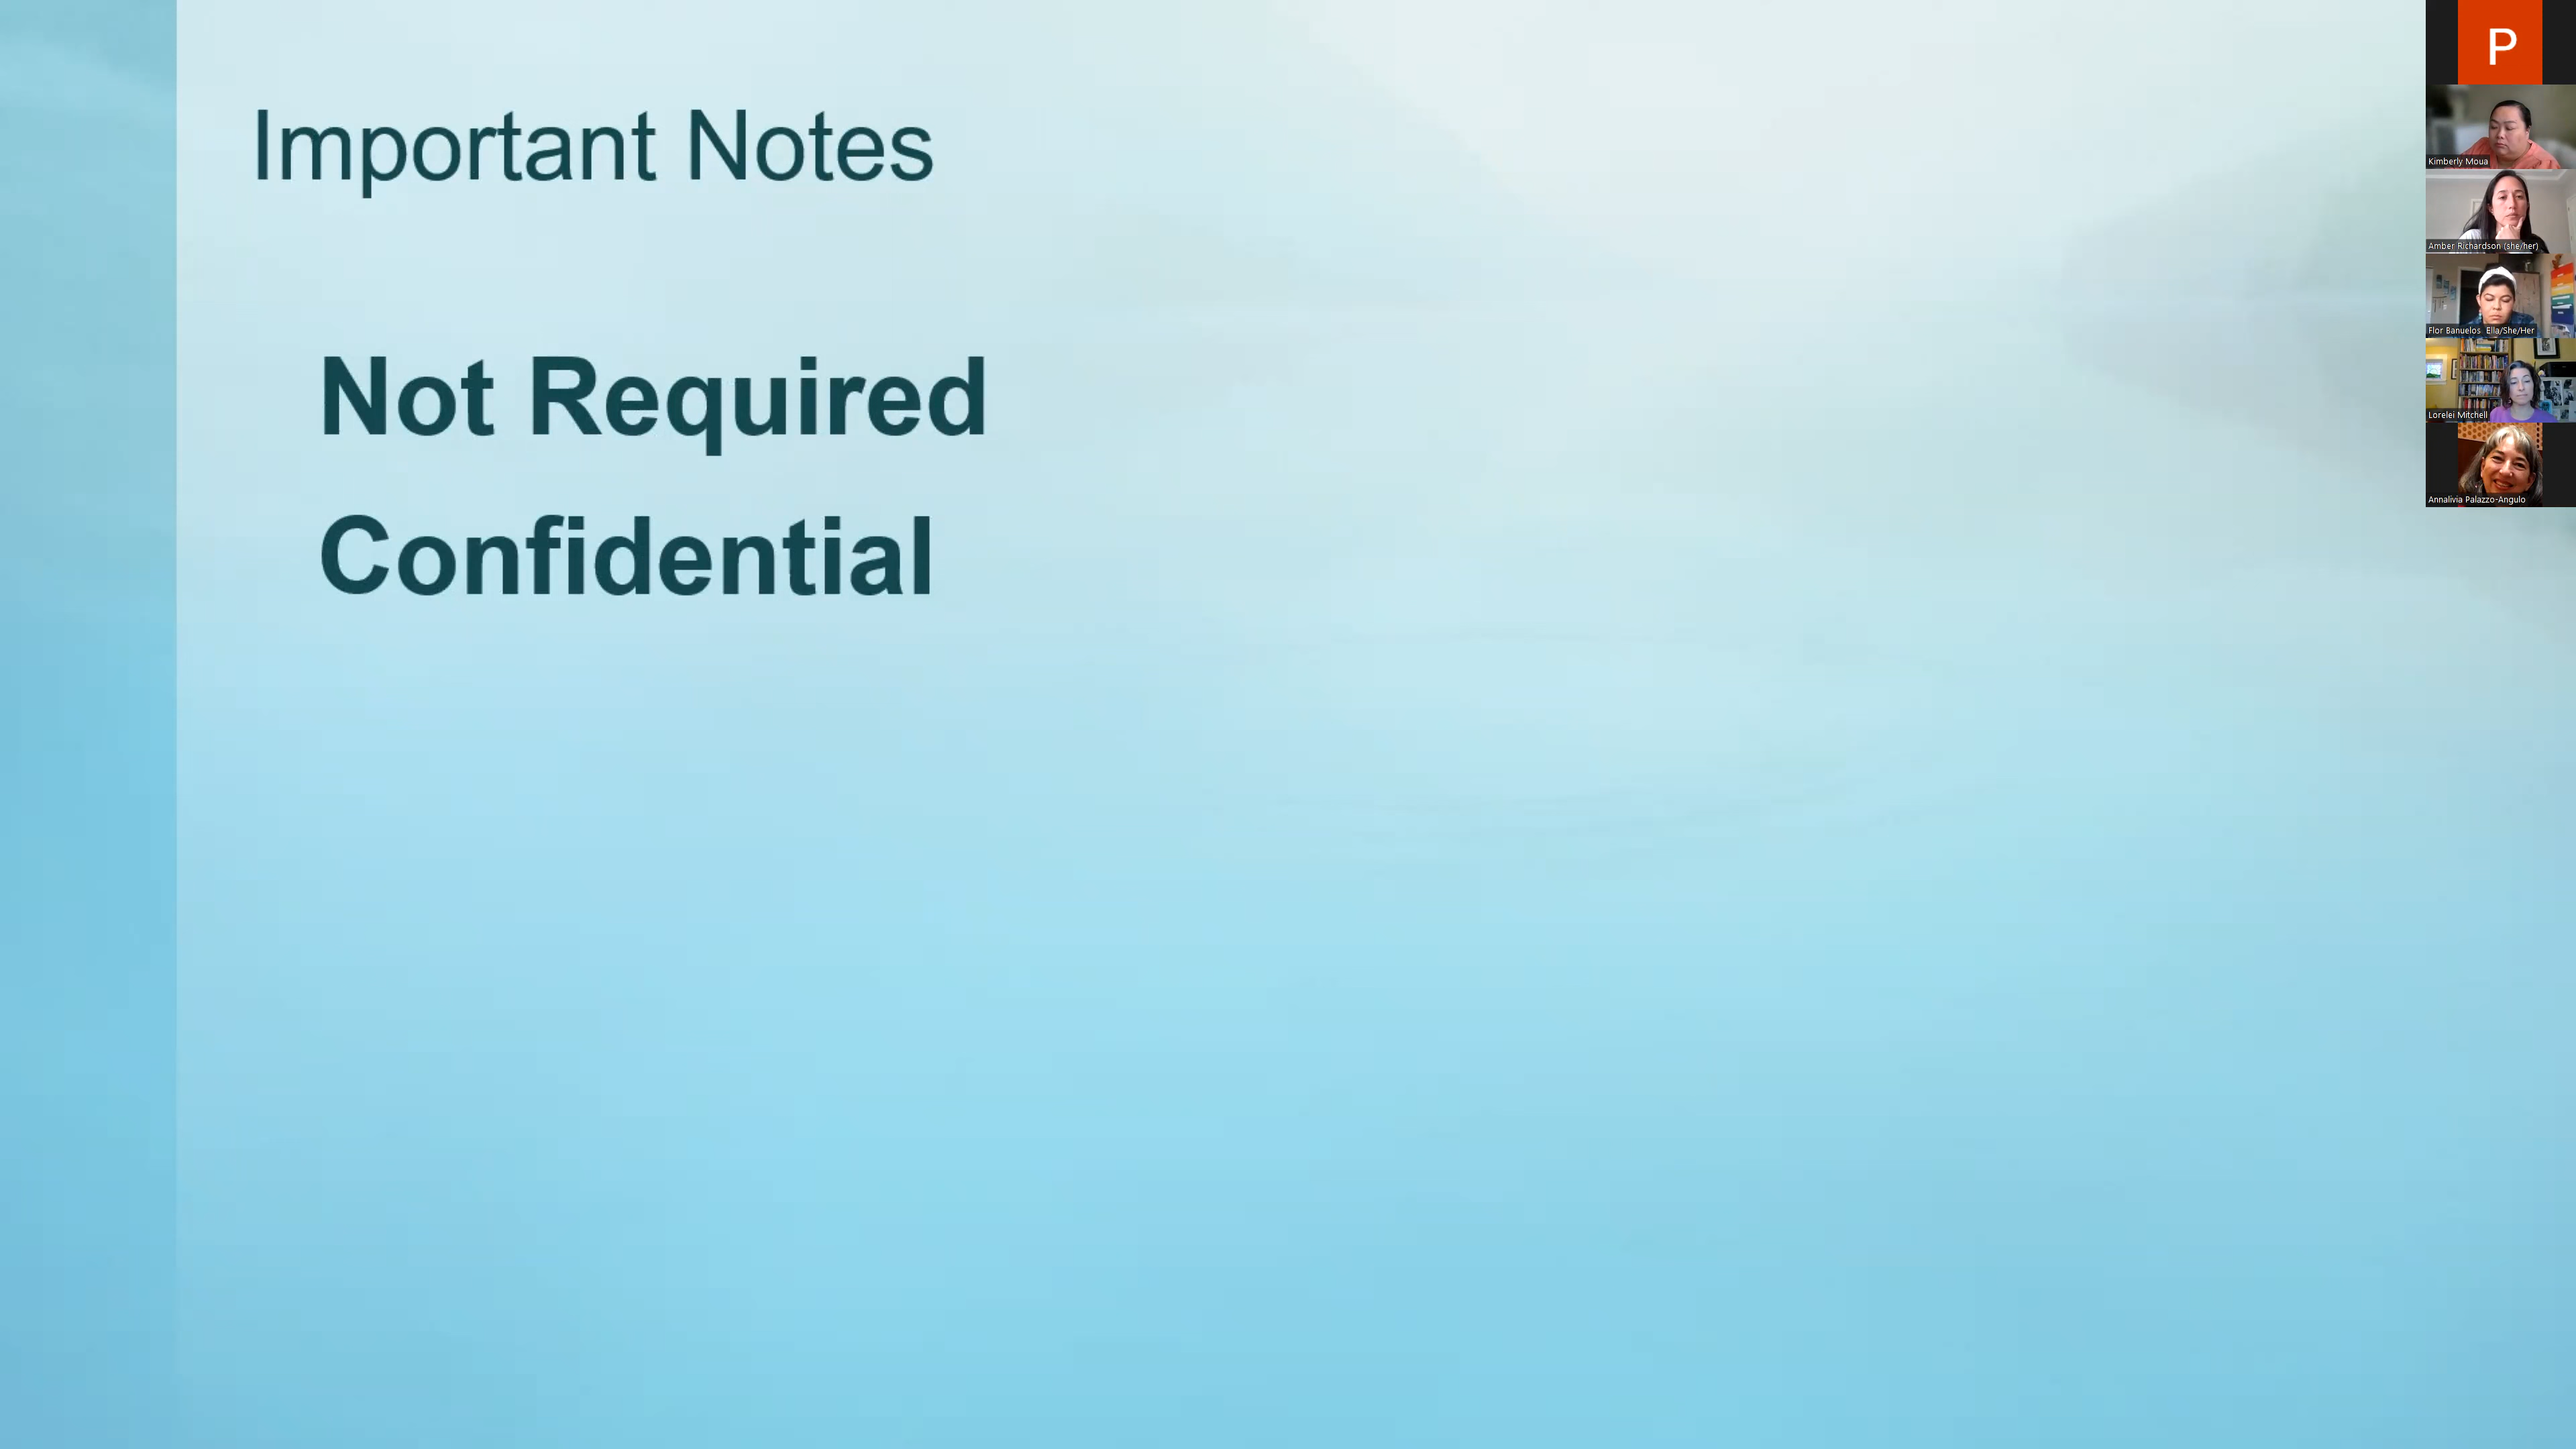 Important Notes
Not Required
Confidential
P
Kimberly Moua
Amber Richardson (she/her)
Flor Banuelos Ella/She/Her
Lorelei Mitchell
Annalivia Palazzo-Angulo